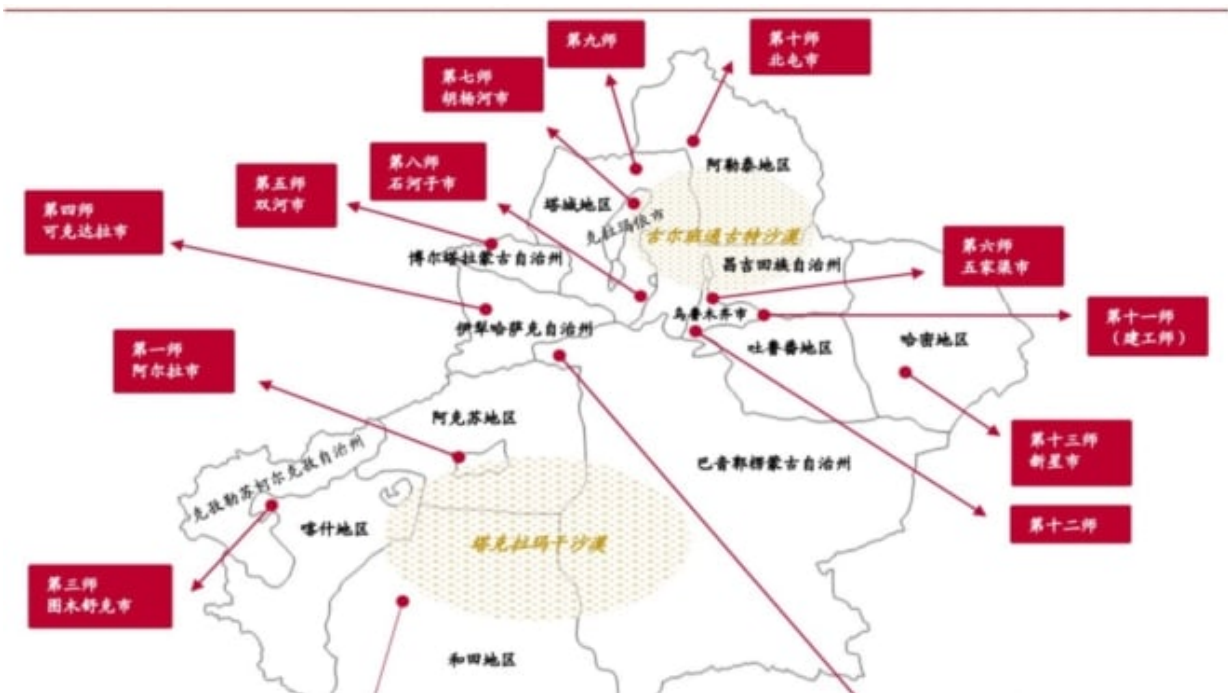 第九师
第十师
北屯市
第七师
胡杨河市
第八师
石河子市
第五师
双河市
第四师
可克达拉市
阿勒泰地区
塔城地区
克拉玛依市
古尔班通古特沙漠
博尔塔拉蒙古自治州
昌吉回族自治州
第六师
五家渠市
乌鲁木齐市
伊犁哈萨克自治州
第十一师
（建工师）
吐鲁番地区
哈密地区
第一师
阿尔拉市
阿克苏地区
第十三师
新星市
巴音郭楞蒙古自治州
克孜勒苏柯尔克孜自治州
喀什地区
第十二师
塔克拉玛干沙漠
第三师
图木舒克市
和田地区